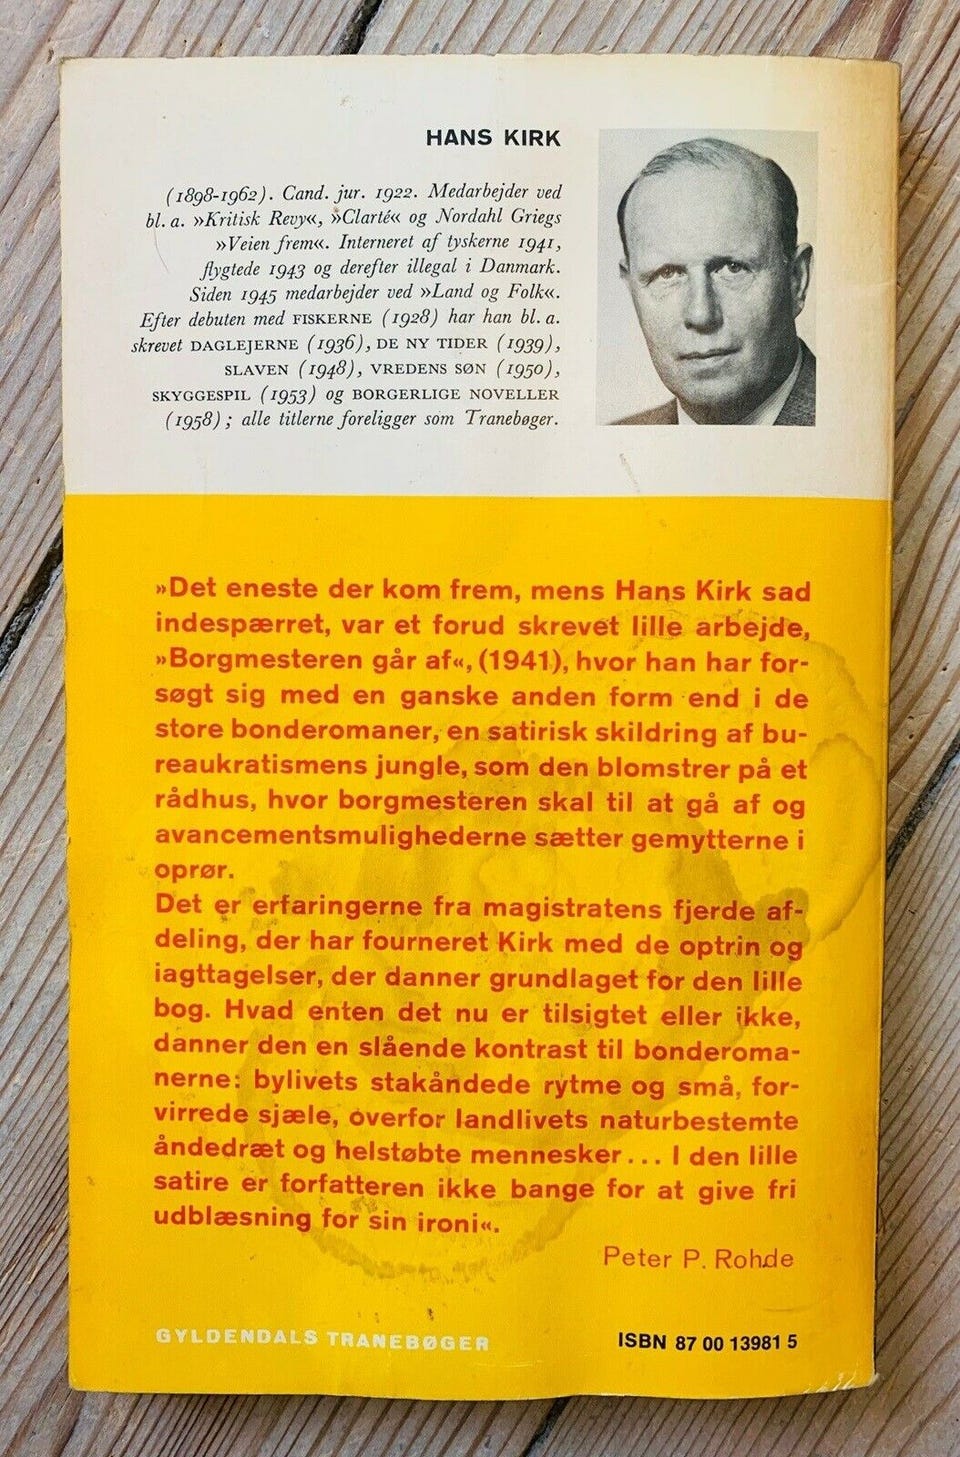 HANS KIRK
(1898-1962). Cand. jur. 1922. Medarbejder ved
bl. a. »Kritisk Revy«, »Clarté« og Nordahl Griegs
»Veien frem«. Interneret af tyskerne 1941,
flygtede 1943 og derefter illegal i Danmark.
Siden 1945 medarbejder ved »Land og Folk«.
Efter debuten med FISKERNE (1928) har han bl. a.
skrevet DAGLEJERNE (1936), DE NY TIDER (1939),
SLAVEN (1948), VREDENS SØN (1950),
SKYGGESPIL (1953) og BORGERLIGE NOVELLER
(1958) ; alle titlerne foreligger som Tranebøger.
»Det eneste der kom frem, mens Hans Kirk sad
indespærret, var et forud skrevet lille arbejde,
»Borgmesteren går af«, (1941), hvor han har for-
søgt sig med en ganske anden form end i de
store bonderomaner, en satirisk skildring af bu-
reaukratismens jungle, som den blomstrer på et
rådhus, hvor borgmesteren skal til at gå af og
avancementsmulighederne sætter gemytterne i
oprør.
Det er erfaringerne fra magistratens fjerde af-
deling, der har fourneret Kirk med de optrin og
iagttagelser, der danner grundlaget for den lille
bog. Hvad enten det nu er tilsigtet eller ikke,
danner den en slående kontrast til bonderoma-
nerne: bylivets stakåndede rytme og små, for-
virrede sjæle, overfor landlivets naturbestemte
åndedræt og helstøbte mennesker... I den lille
satire er forfatteren ikke bange for at give fri
udblæsning for sin ironi«.
Peter P. Rohde
GYLDENDALS TRANEBØGER
ISBN 87 00 13981 5